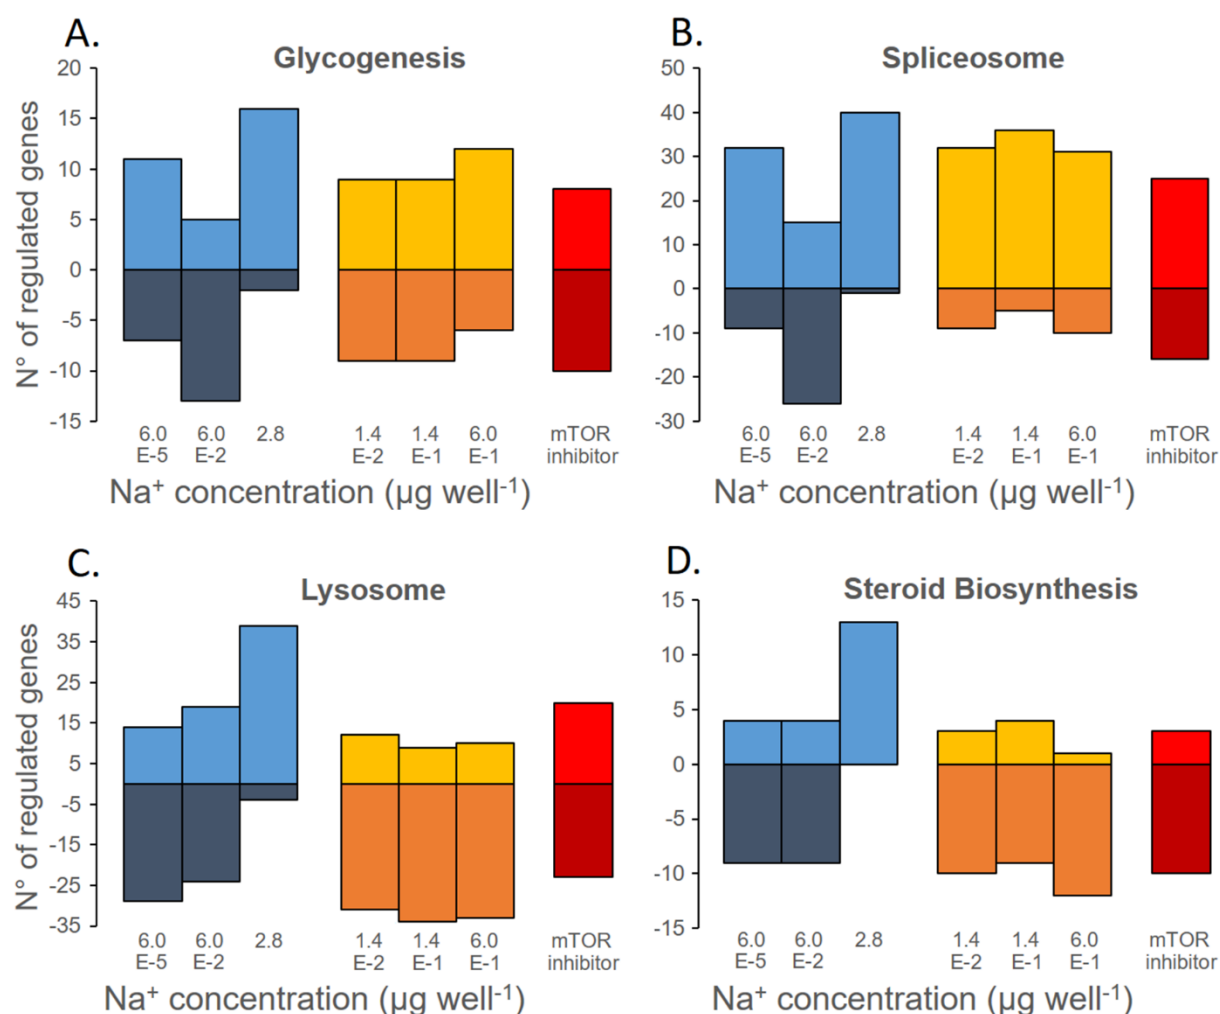 A.
Glycogenesis
N° of regulated genes
20
15
10
5
0
-5
-10
-15
6.0 6.0 2.8 1.4 1.4 6.0 mTOR
E-5 E-2 E-2 E-1 E-1 inhibitor
Na⁺ concentration (µg well⁻¹)
B.
Spliceosome
50
40
30
20
10
0
-10
-20
-30
6.0 6.0 2.8 1.4 1.4 6.0 mTOR
E-5 E-2 E-2 E-1 E-1 inhibitor
Na⁺ concentration (µg well⁻¹)
C.
Lysosome
N° of regulated genes
45
35
25
15
5
-5
-15
-25
-35
6.0 6.0 2.8 1.4 1.4 6.0 mTOR
E-5 E-2 E-2 E-1 E-1 inhibitor
Na⁺ concentration (µg well⁻¹)
D.
Steroid Biosynthesis
15
10
5
0
-5
-10
-15
6.0 6.0 2.8 1.4 1.4 6.0 mTOR
E-5 E-2 E-2 E-1 E-1 inhibitor
Na⁺ concentration (µg well⁻¹)